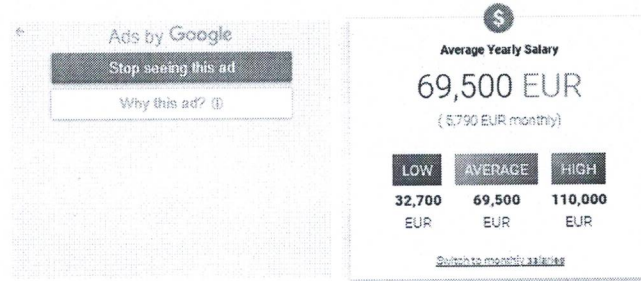 Ads by Google
Stop seeing this ad
Why this ad?
$
Average Yearly Salary
69,500 EUR
( 5,790 EUR monthly)
LOW AVERAGE HIGH
32,700 69,500 110,000
EUR EUR EUR
Switch to monthly salaries